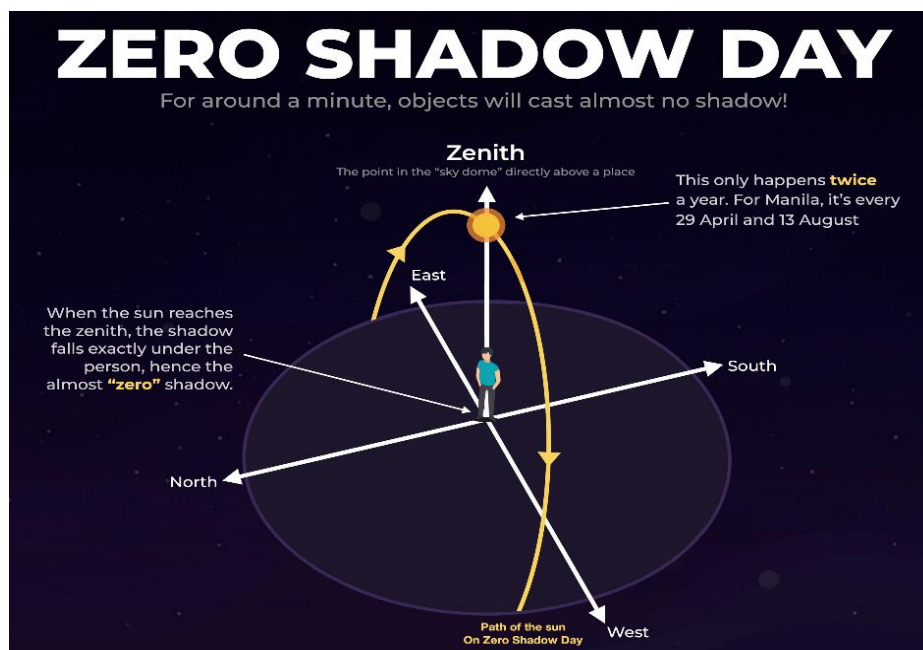 ZERO SHADOW DAY
For around a minute, objects will cast almost no shadow!
Zenith
The point in the “sky dome” directly above a place
This only happens twice
a year. For Manila, it's every
29 April and 13 August
East
When the sun reaches
the zenith, the shadow
falls exactly under the
person, hence the
almost “zero” shadow.
South
North
West
Path of the sun
On Zero Shadow Day